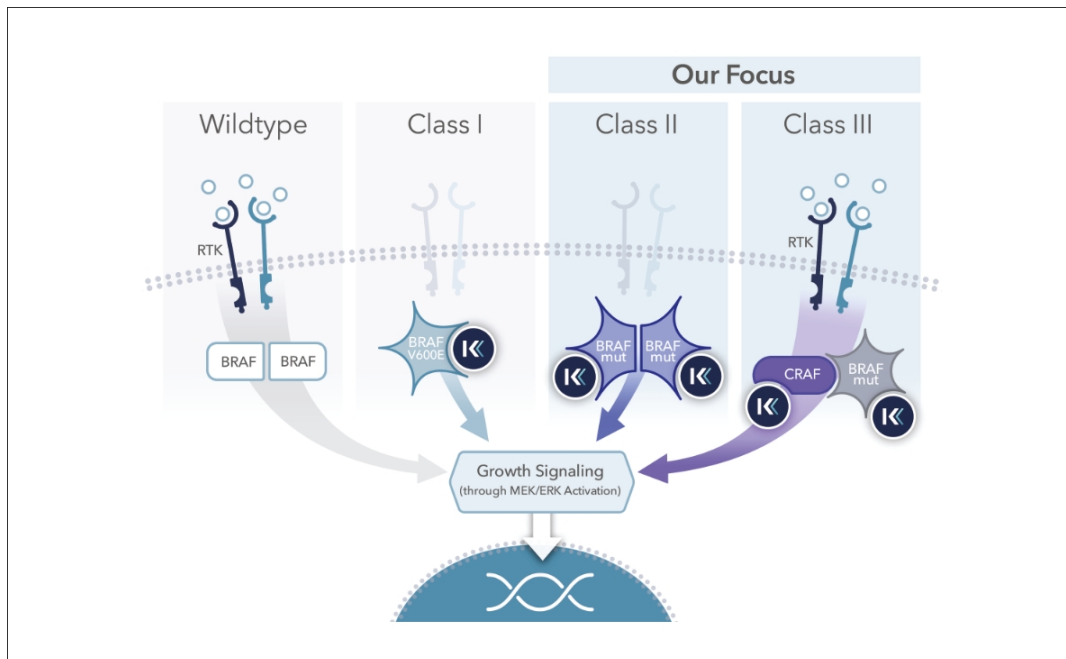 Our Focus
Wildtype
Class I
Class II
Class III
RTK
RTK
BRAF
BRAF
BRAF
V600E
BRAF
mut
BRAF
mut
CRAF
BRAF
mut
Growth Signaling
(through MEK/ERK Activation)